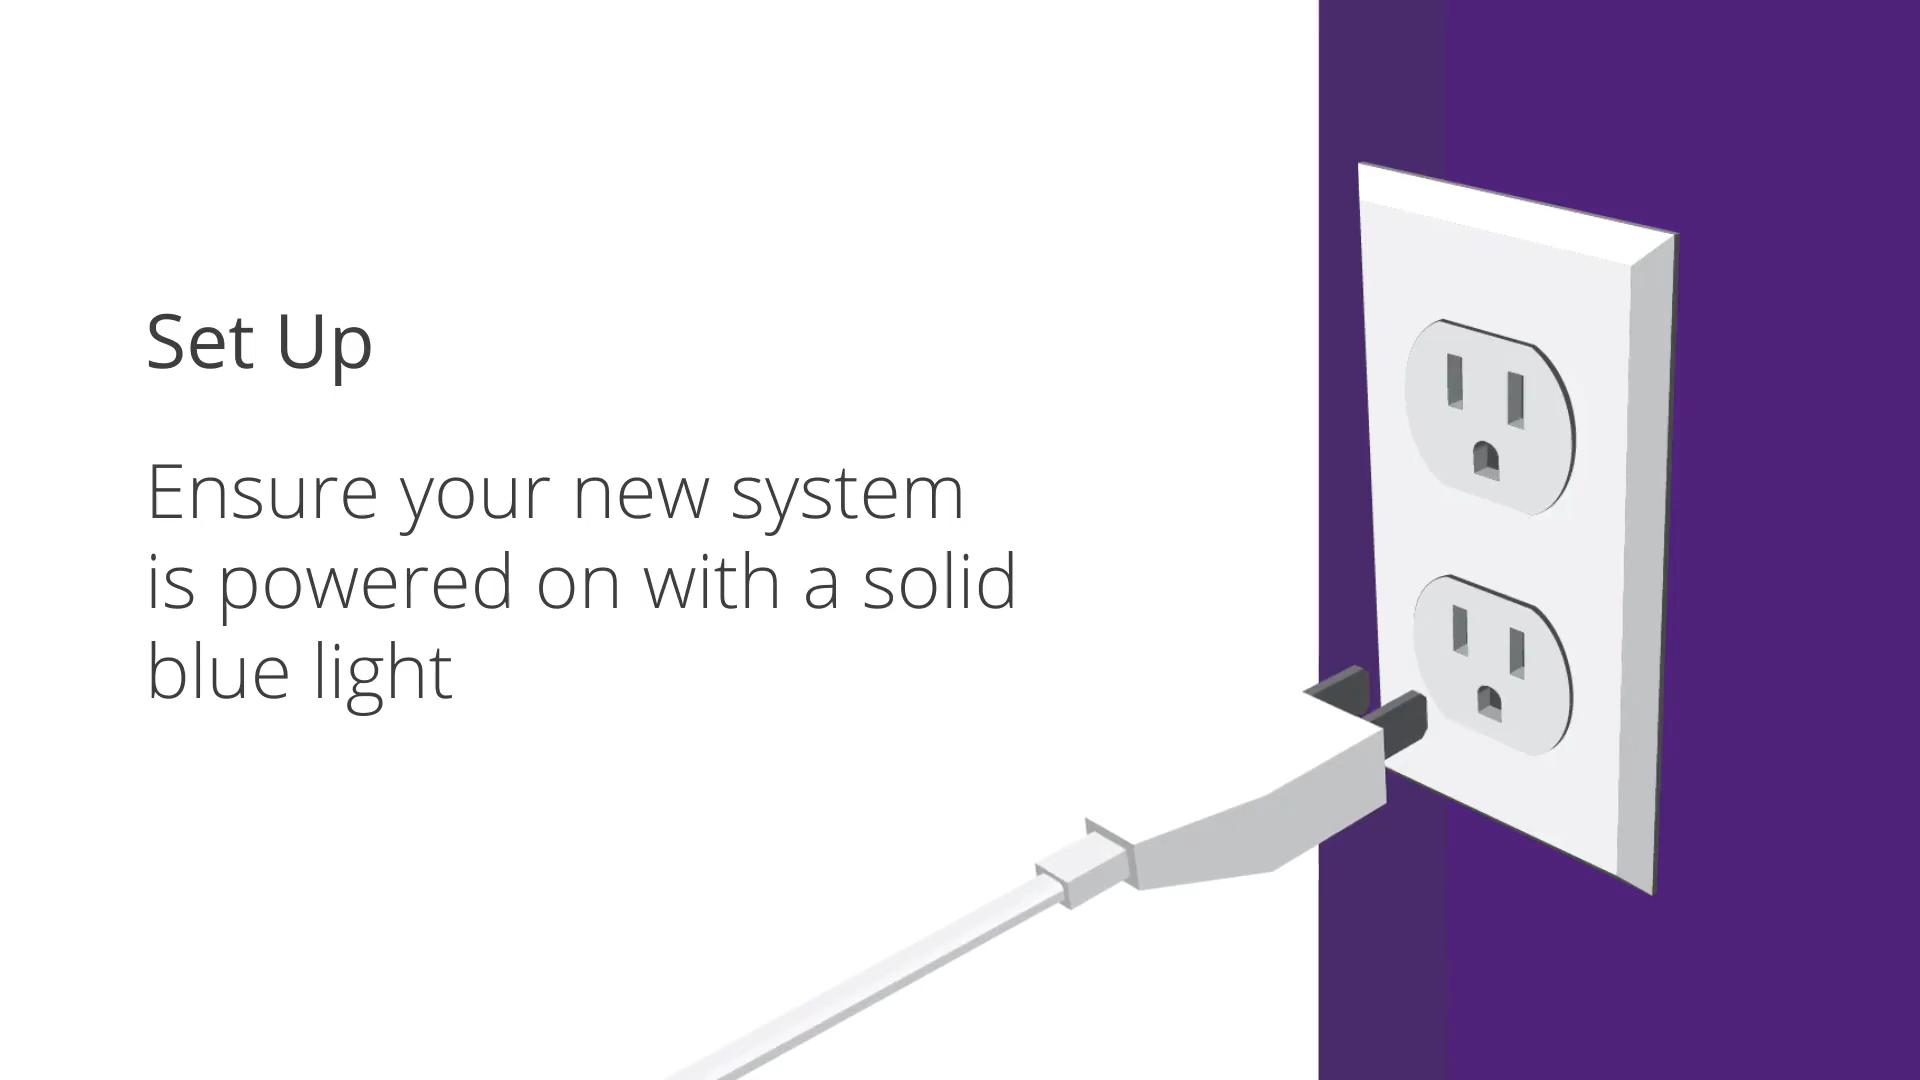 Set Up
Ensure your new system
is powered on with a solid
blue light